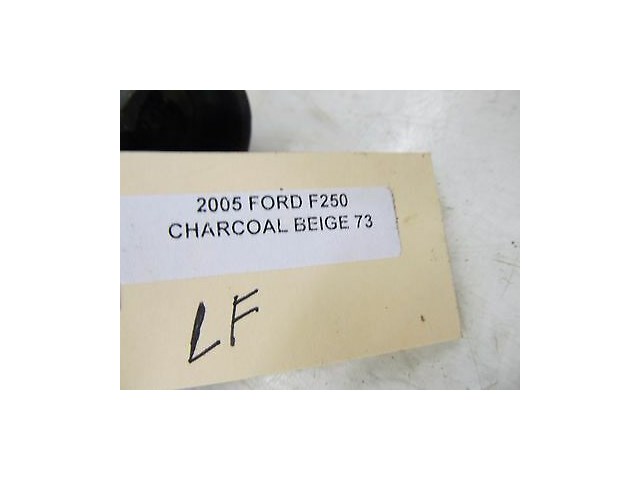 2005 FORD F250
CHARCOAL BEIGE 73
LF